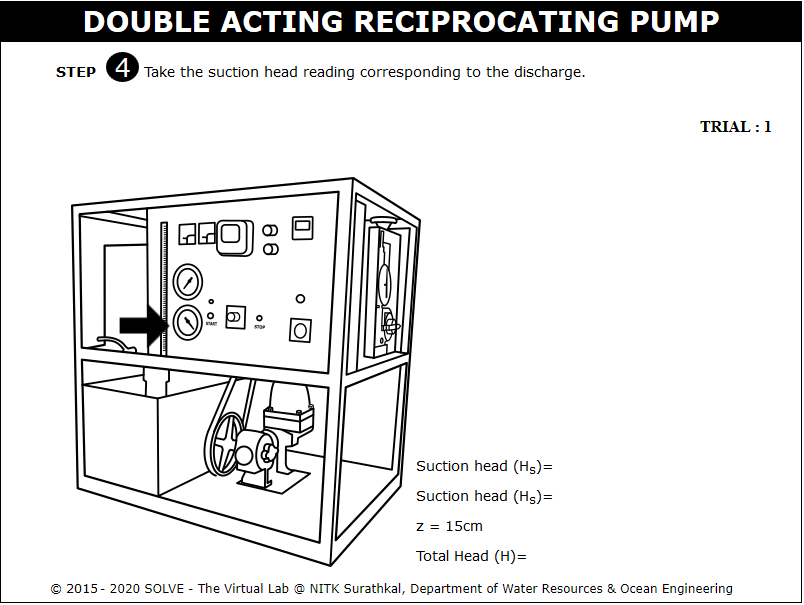 DOUBLE ACTING RECIPROCATING PUMP
STEP 4 Take the suction head reading corresponding to the discharge.
TRIAL : 1
START
STOP
Suction head (HS)=
Suction head (HS)=
z = 15cm
Total Head (H)=
© 2015 - 2020 SOLVE - The Virtual Lab @ NITK Surathkal, Department of Water Resources & Ocean Engineering